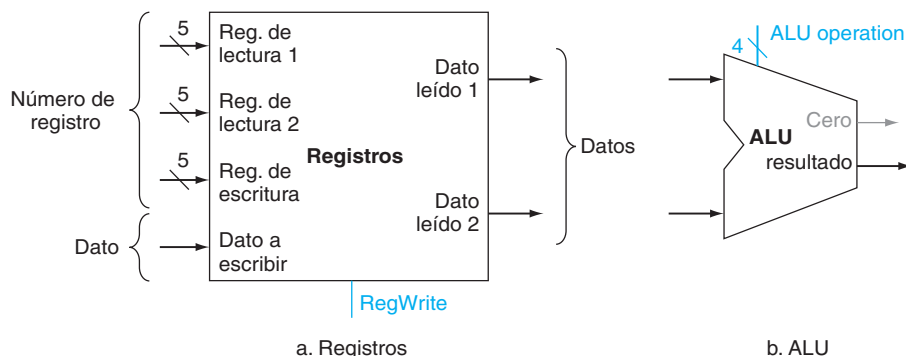 Número de
registro
Dato
5
Reg. de
lectura 1
5
Reg. de
lectura 2
5
Reg. de
escritura
Dato a
escribir
Registros
Dato
leído 1
Dato
leído 2
RegWrite
Datos
a. Registros
4
ALU operation
ALU
Cero
resultado
b. ALU